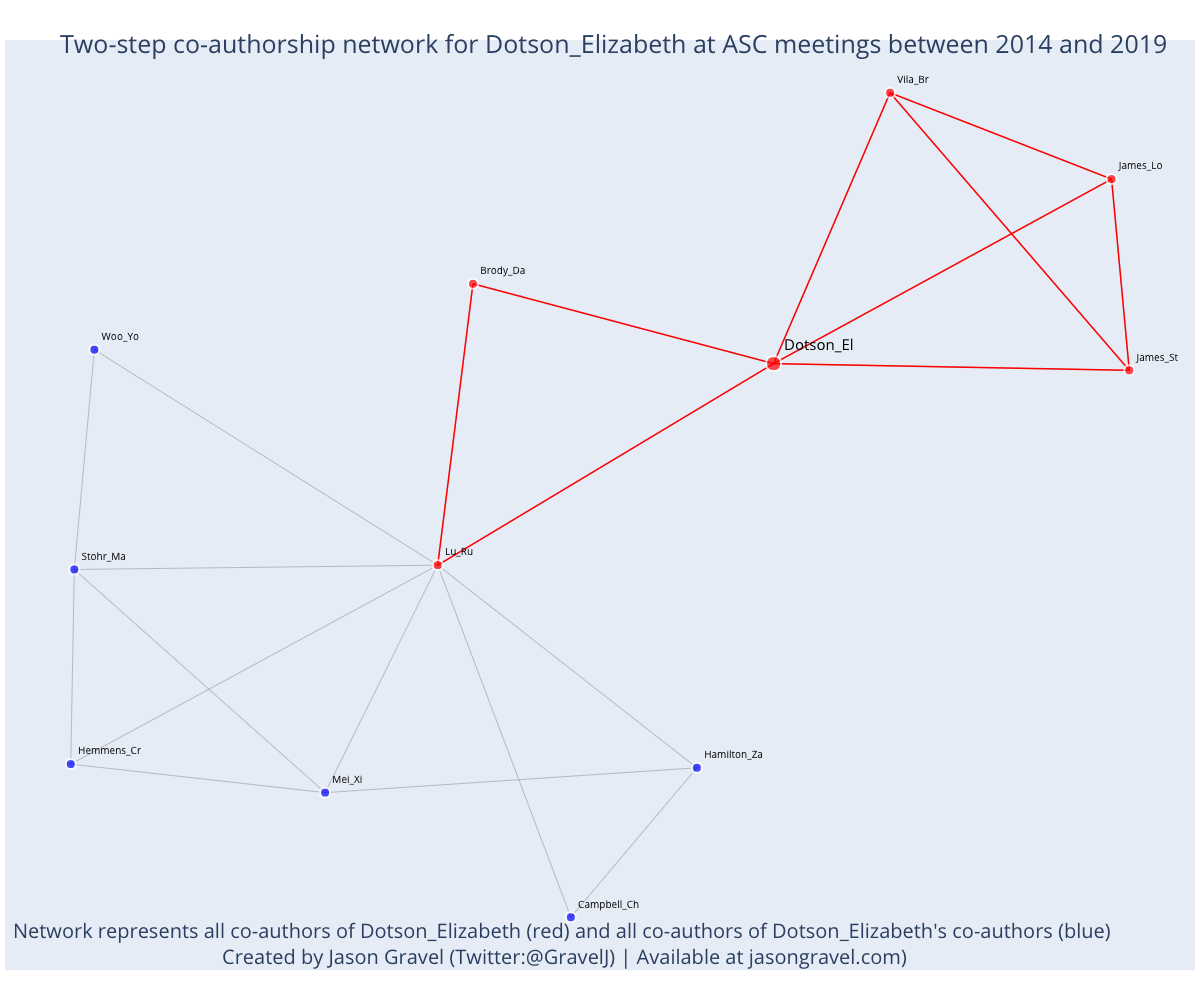 Two-step co-authorship network for Dotson_Elizabeth at ASC meetings between 2014 and 2019
Vila_Br
James_Lo
Brody_Da
Woo_Yo
Dotson_El
James_St
Lu_Ru
Stohr_Ma
Hemmens_Cr
Hamilton_Za
Mei_Xi
Campbell_Ch
Network represents all co-authors of Dotson_Elizabeth (red) and all co-authors of Dotson_Elizabeth's co-authors (blue)
Created by Jason Gravel (Twitter:@GravelJ) | Available at jasongravel.com)